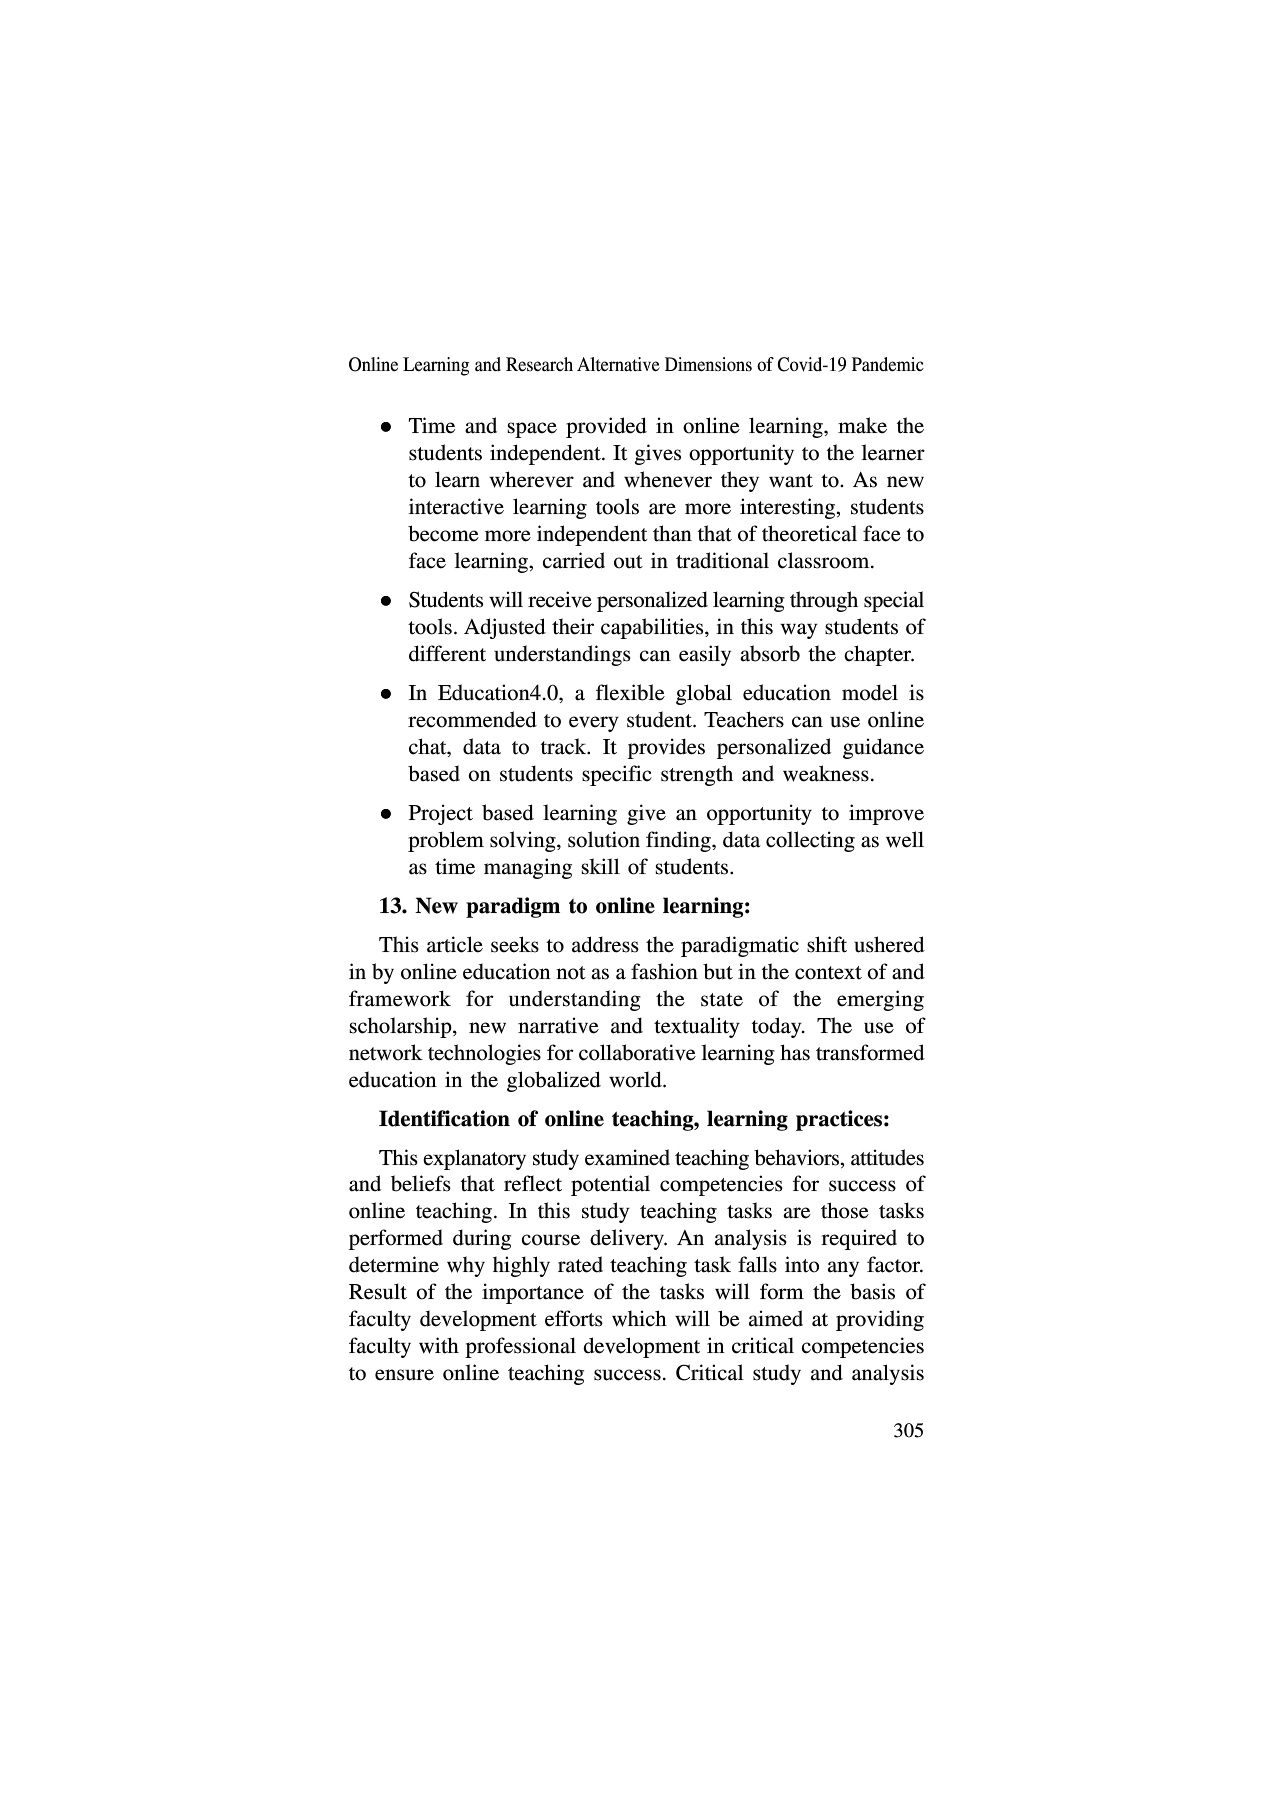 Online Learning and Research Alternative Dimensions of Covid-19 Pandemic
● Time and space provided in online learning, make the
students independent. It gives opportunity to the learner
to learn wherever and whenever they want to. As new
interactive learning tools are more interesting, students
become more independent than that of theoretical face to
face learning, carried out in traditional classroom.
● Students will receive personalized learning through special
tools. Adjusted their capabilities, in this way students of
different understandings can easily absorb the chapter.
● In Education4.0, a flexible global education model is
recommended to every student. Teachers can use online
chat, data to track. It provides personalized guidance
based on students specific strength and weakness.
● Project based learning give an opportunity to improve
problem solving, solution finding, data collecting as well
as time managing skill of students.
13. New paradigm to online learning:
This article seeks to address the paradigmatic shift ushered
in by online education not as a fashion but in the context of and
framework for understanding the state of the emerging
scholarship, new narrative and textuality today. The use of
network technologies for collaborative learning has transformed
education in the globalized world.
Identification of online teaching, learning practices:
This explanatory study examined teaching behaviors, attitudes
and beliefs that reflect potential competencies for success of
online teaching. In this study teaching tasks are those tasks
performed during course delivery. An analysis is required to
determine why highly rated teaching task falls into any factor.
Result of the importance of the tasks will form the basis of
faculty development efforts which will be aimed at providing
faculty with professional development in critical competencies
to ensure online teaching success. Critical study and analysis
305